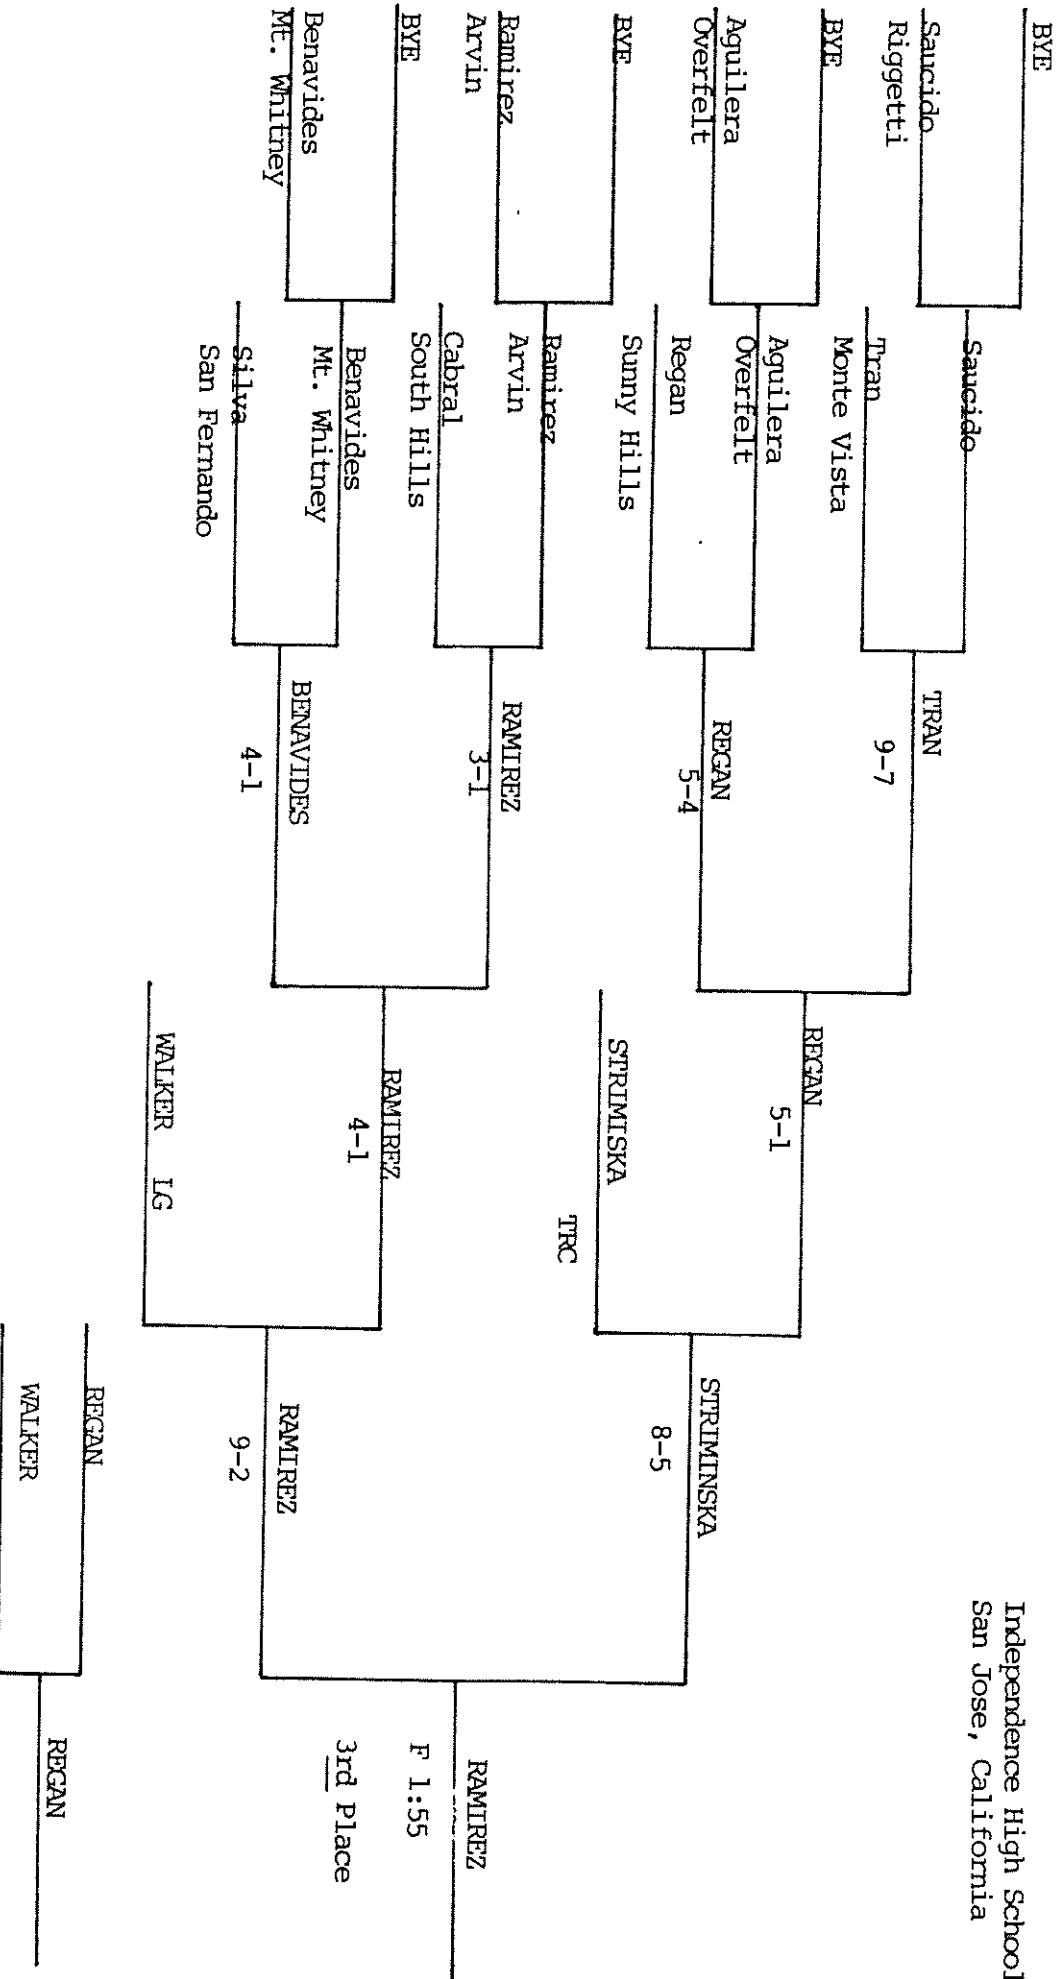 Independence High School
San Jose, California
BYE
Saucido
Riggetti
BYE
Aguilera
Overfelt
BYE
Ramirez
Arvin
BYE
Benavides
Mt. Whitney
Saucido
Tran
Monte Vista
Aguilera
Overfelt
Regan
Sunny Hills
Ramirez
Arvin
Cabral
South Hills
Benavides
Mt. Whitney
Silva
San Fernando
TRAN
9-7
REGAN
5-4
RAMIREZ
3-1
BENAVIDES
4-1
REGAN
5-1
STRIMISKA
TRC
RAMIREZ
4-1
WALKER LG
STRIMINSKA
8-5
RAMIREZ
9-2
RAMIREZ
F 1:55
3rd Place
REGAN
WALKER
REGAN